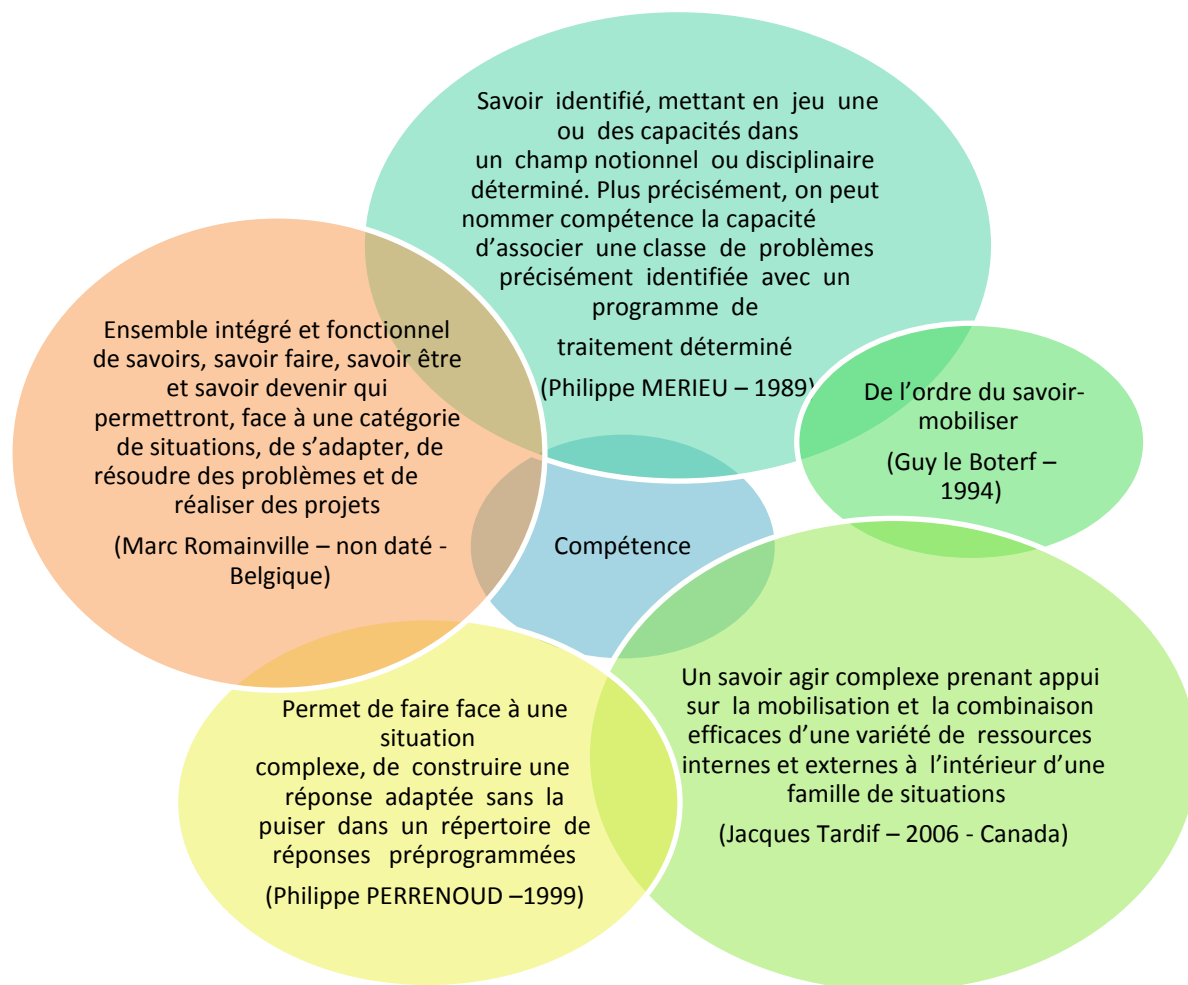 Savoir identifié, mettant en jeu une
ou des capacités dans
un champ notionnel ou disciplinaire
déterminé. Plus précisément, on peut
nommer compétence la capacité
d’associer une classe de problèmes
précisément identifiée avec un
programme de
traitement déterminé
(Philippe MERIEU – 1989)
De l’ordre du savoir-
mobiliser
(Guy le Boterf –
1994)
Ensemble intégré et fonctionnel
de savoirs, savoir faire, savoir être
et savoir devenir qui
permettront, face à une catégorie
de situations, de s’adapter, de
résoudre des problèmes et de
réaliser des projets
(Marc Romainville – non daté -
Belgique)
Compétence
Un savoir agir complexe prenant appui
sur la mobilisation et la combinaison
efficaces d’une variété de ressources
internes et externes à l’intérieur d’une
famille de situations
(Jacques Tardif – 2006 - Canada)
Permet de faire face à une
situation
complexe, de construire une
réponse adaptée sans la
puiser dans un répertoire de
réponses préprogrammées
(Philippe PERRENOUD –1999)